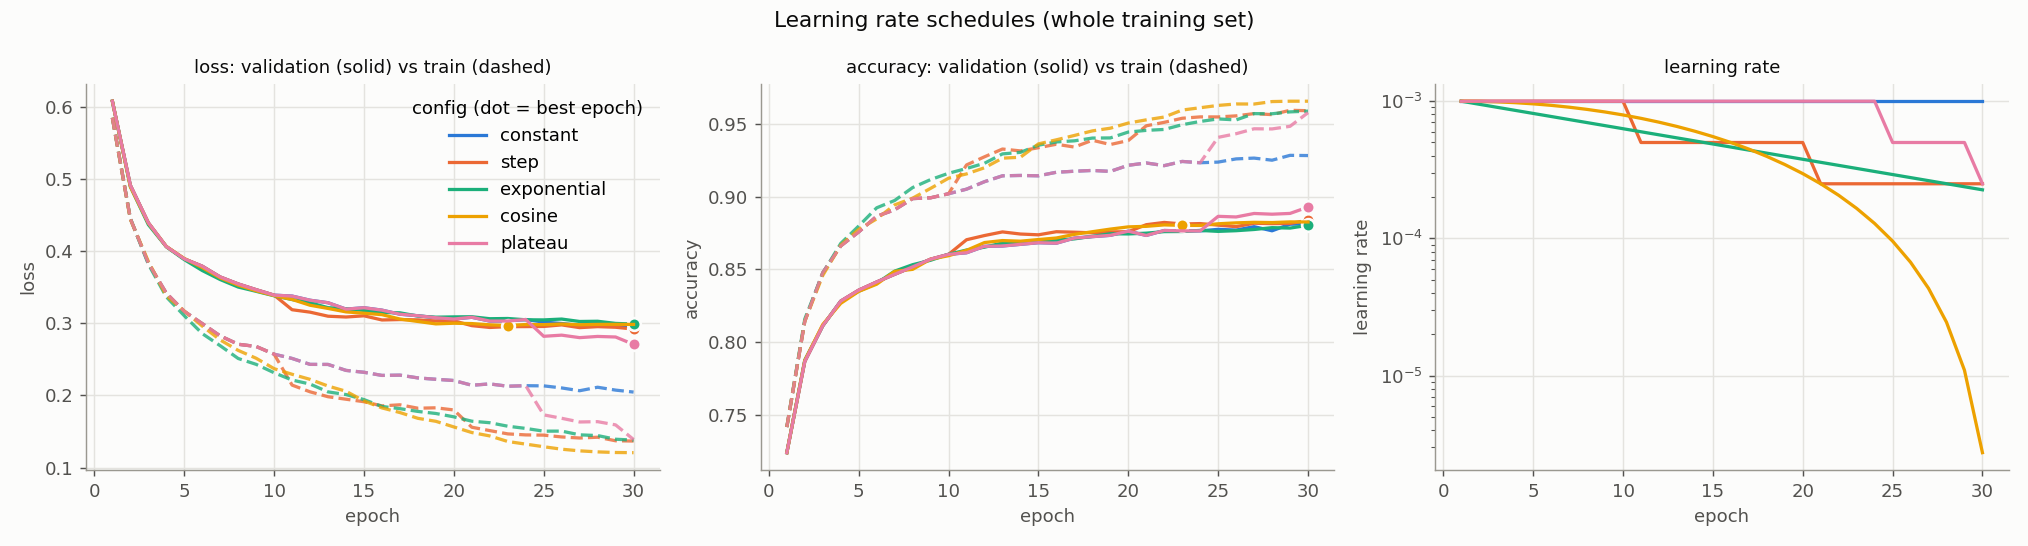 Learning rate schedules (whole training set)
loss: validation (solid) vs train (dashed)
loss
0.6
0.5
0.4
0.3
0.2
0.1
0 5 10 15 20 25 30
epoch
config (dot = best epoch)
constant
step
exponential
cosine
plateau
accuracy: validation (solid) vs train (dashed)
accuracy
0.95
0.90
0.85
0.80
0.75
0 5 10 15 20 25 30
epoch
learning rate
learning rate
10⁻³
10⁻⁴
10⁻⁵
0 5 10 15 20 25 30
epoch